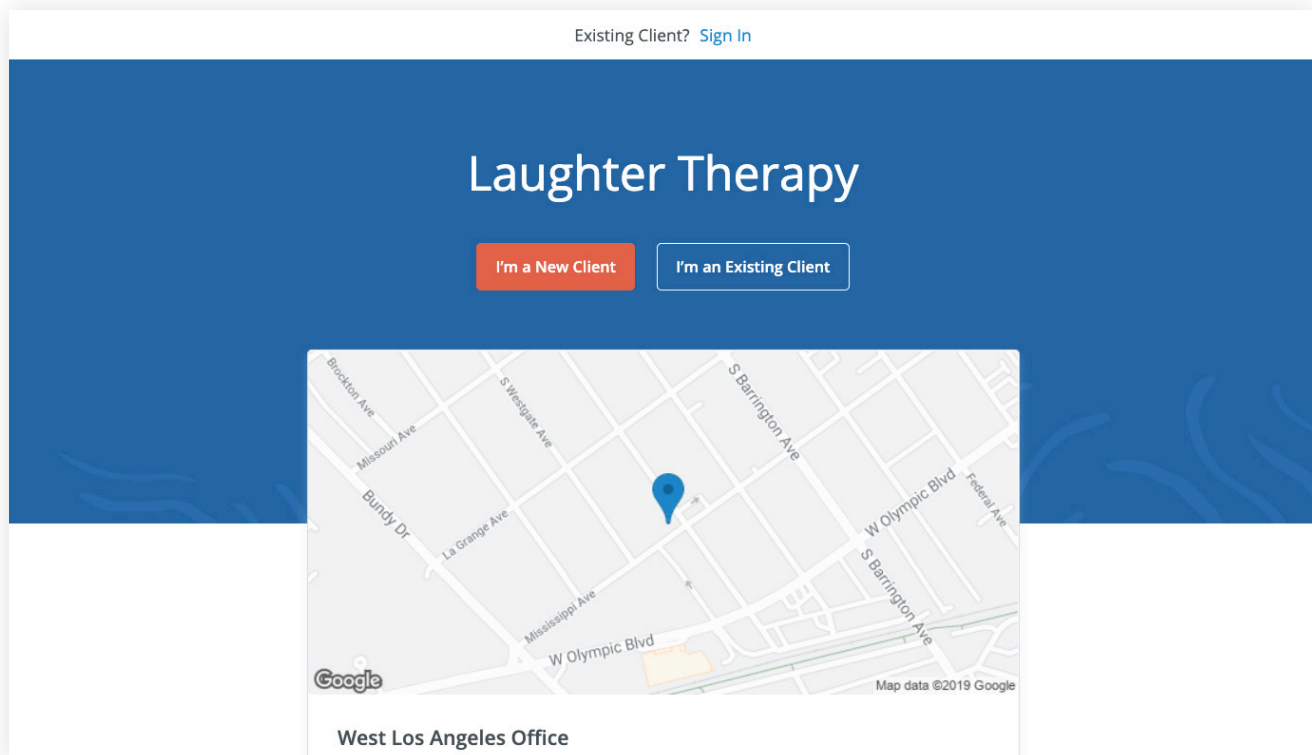 Existing Client? Sign In
Laughter Therapy
I'm a New Client
I'm an Existing Client
Brockton Ave
S Westgate Ave
S Barrington Ave
Missouri Ave
Bundy Dr
La Grange Ave
W Olympic Blvd
Federal Ave
S Barrington Ave
Mississippi Ave
W Olympic Blvd
Google
Map data ©2019 Google
West Los Angeles Office